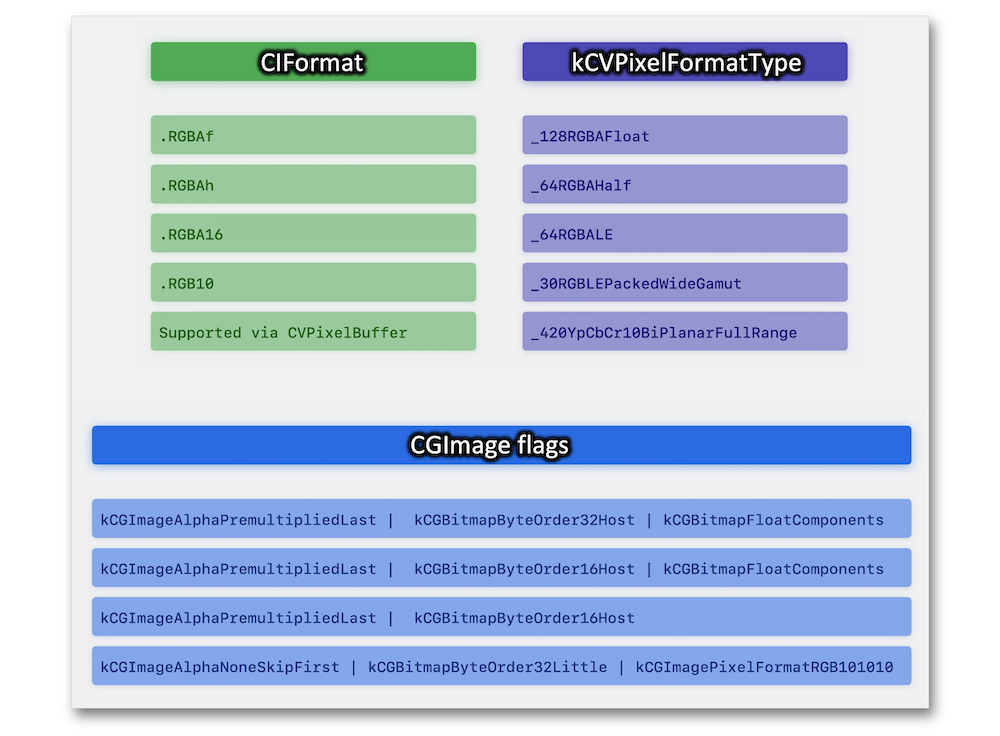 CIFormat
kCVPixelFormatType
.RGBAf
_128RGBAFloat
.RGBAh
_64RGBAHalf
.RGBA16
_64RGBALE
.RGB10
_30RGBLEPackedWideGamut
Supported via CVPixelBuffer
_420YpCbCr10BiPlanarFullRange
CGImage flags
kCGImageAlphaPremultipliedLast | kCGBitmapByteOrder32Host | kCGBitmapFloatComponents
kCGImageAlphaPremultipliedLast | kCGBitmapByteOrder16Host | kCGBitmapFloatComponents
kCGImageAlphaPremultipliedLast | kCGBitmapByteOrder16Host
kCGImageAlphaNoneSkipFirst | kCGBitmapByteOrder32Little | kCGImagePixelFormatRGB101010